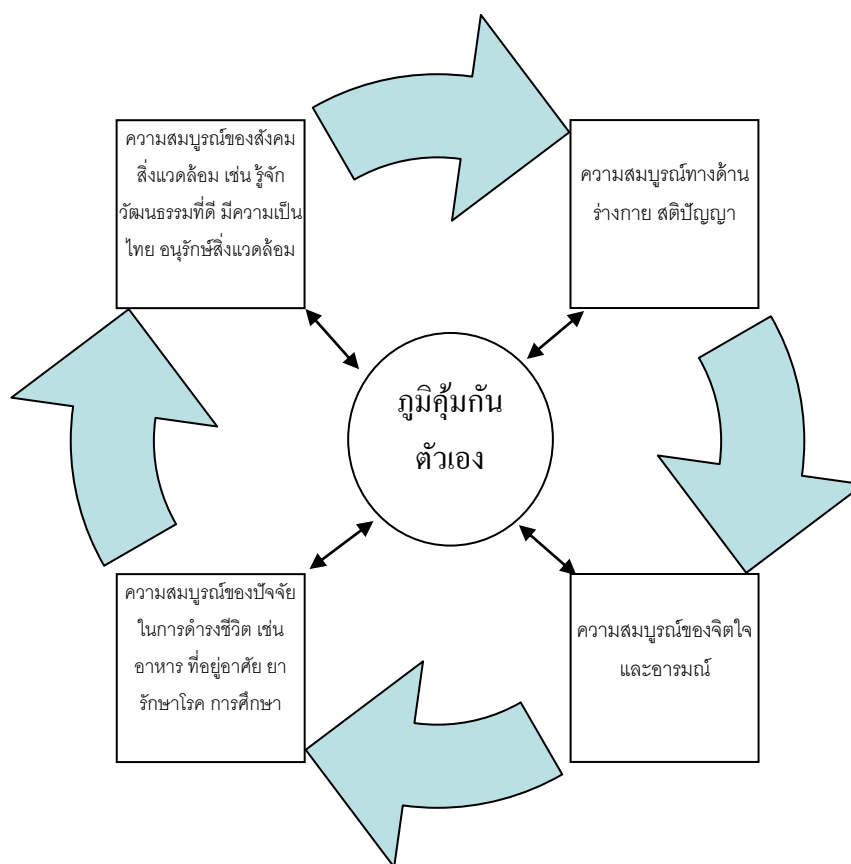 ความสมบูรณ์ของสังคม
สิ่งแวดล้อม เช่น รู้จัก
วัฒนธรรมที่ดี มีความเป็น
ไทย อนุรักษ์สิ่งแวดล้อม
ความสมบูรณ์ทางด้าน
ร่างกาย สติปัญญา
ภูมิคุ้มกัน
ตัวเอง
ความสมบูรณ์ของปัจจัย
ในการดำรงชีวิต เช่น
อาหาร ที่อยู่อาศัย ยา
รักษาโรค การศึกษา
ความสมบูรณ์ของจิตใจ
และอารมณ์